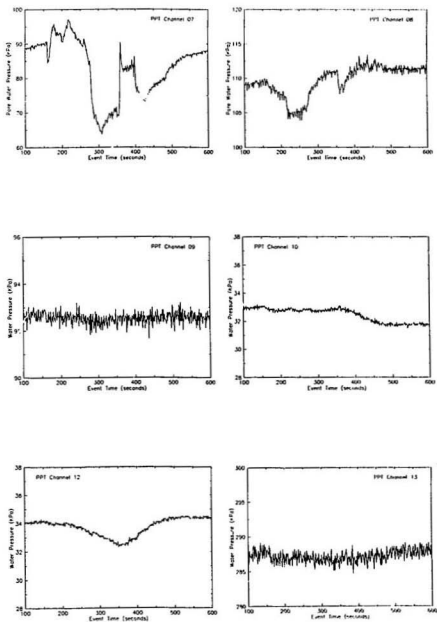 PPT Channel 07
Pore Water Pressure (kPa)
100
90
80
70
60
100 200 300 400 500 600
Event Time (seconds)
PPT Channel 08
Pore Water Pressure (kPa)
120
115
110
105
100
100 200 300 400 500 600
Event Time (seconds)
PPT Channel 09
Water Pressure (kPa)
96
94
92
90
100 200 300 400 500 600
Event Time (seconds)
PPT Channel 10
Water Pressure (kPa)
38
36
34
32
30
28
100 200 300 400 500 600
Event Time (seconds)
PPT Channel 12
Water Pressure (kPa)
38
36
34
32
30
28
100 200 300 400 500 600
Event Time (seconds)
PPT Channel 13
Water Pressure (kPa)
300
295
290
285
100 200 300 400 500 600
Event Time (seconds)